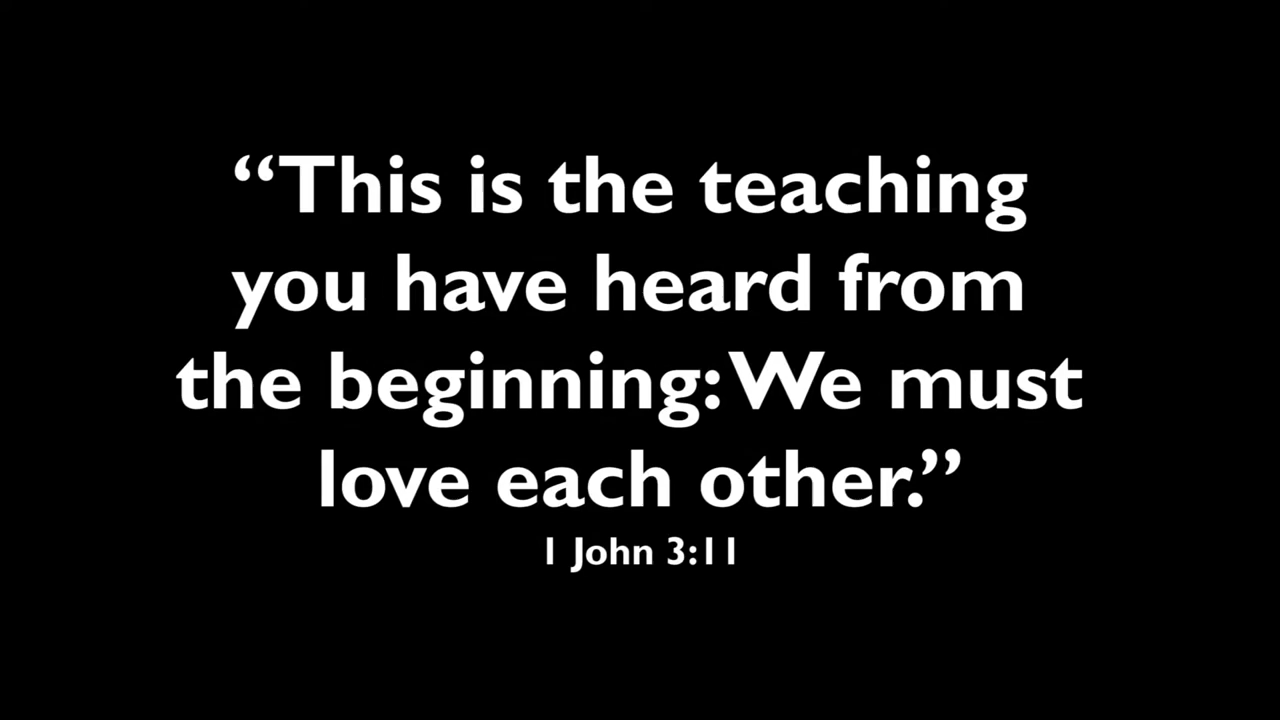 “This is the teaching
you have heard from
the beginning: We must
love each other.”
1 John 3:11